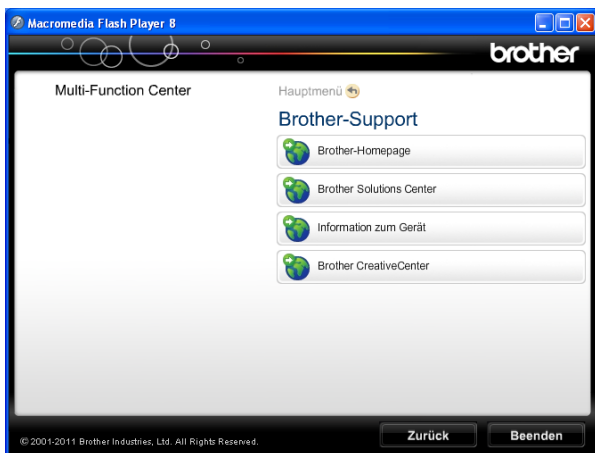 Macromedia Flash Player 8
brother
Multi-Function Center
Hauptmenü
Brother-Support
Brother-Homepage
Brother Solutions Center
Information zum Gerät
Brother CreativeCenter
© 2001-2011 Brother Industries, Ltd. All Rights Reserved.
Zurück
Beenden